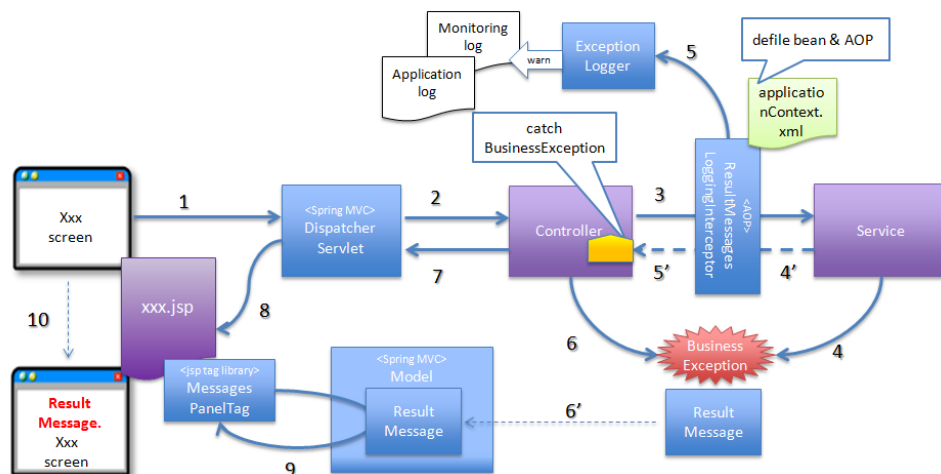 Monitoring
log
Application
log
warn
Exception
Logger
5
defile bean & AOP
applicatio
nContext.
xml
catch
BusinessException
Xxx
screen
1
<Spring MVC>
Dispatcher
Servlet
2
Controller
3
<AOP>
ResultMessages
LoggingInterceptor
Service
7
5’
4’
8
xxx.jsp
10
6
Business
Exception
4
<jsp tag library>
Messages
PanelTag
<Spring MVC>
Model
Result
Message
6’
Result
Message
9
Result
Message.
Xxx
screen